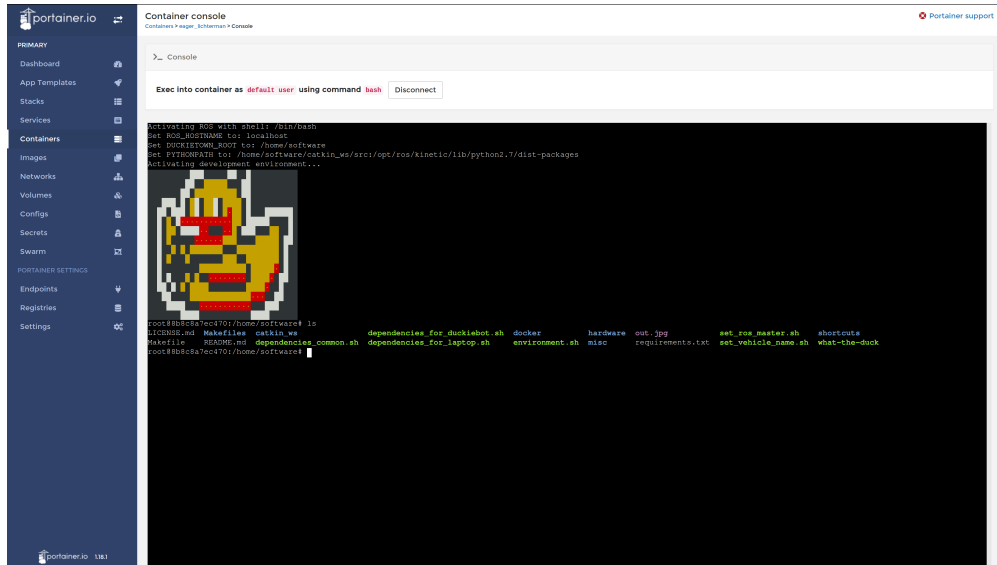 portainer.io
PRIMARY
Dashboard
App Templates
Stacks
Services
Containers
Images
Networks
Volumes
Configs
Secrets
Swarm
PORTAINER SETTINGS
Endpoints
Registries
Settings
portainer.io 1.18.1
Container console
Containers > eager_lichterman > Console
Portainer support
>_ Console
Exec into container as default user using command bash Disconnect
Activating ROS with shell: /bin/bash
Set ROS_HOSTNAME to: localhost
Set DUCKIETOWN_ROOT to: /home/software
Set PYTHONPATH to: /home/software/catkin_ws/src:/opt/ros/kinetic/lib/python2.7/dist-packages
Activating development environment...
root@8b8c8a7ec470:/home/software# ls
LICENSE.md Makefiles catkin_ws dependencies_for_duckiebot.sh docker hardware out.jpg set_ros_master.sh shortcuts
Makefile README.md dependencies_common.sh dependencies_for_laptop.sh environment.sh misc requirements.txt set_vehicle_name.sh what-the-duck
root@8b8c8a7ec470:/home/software#